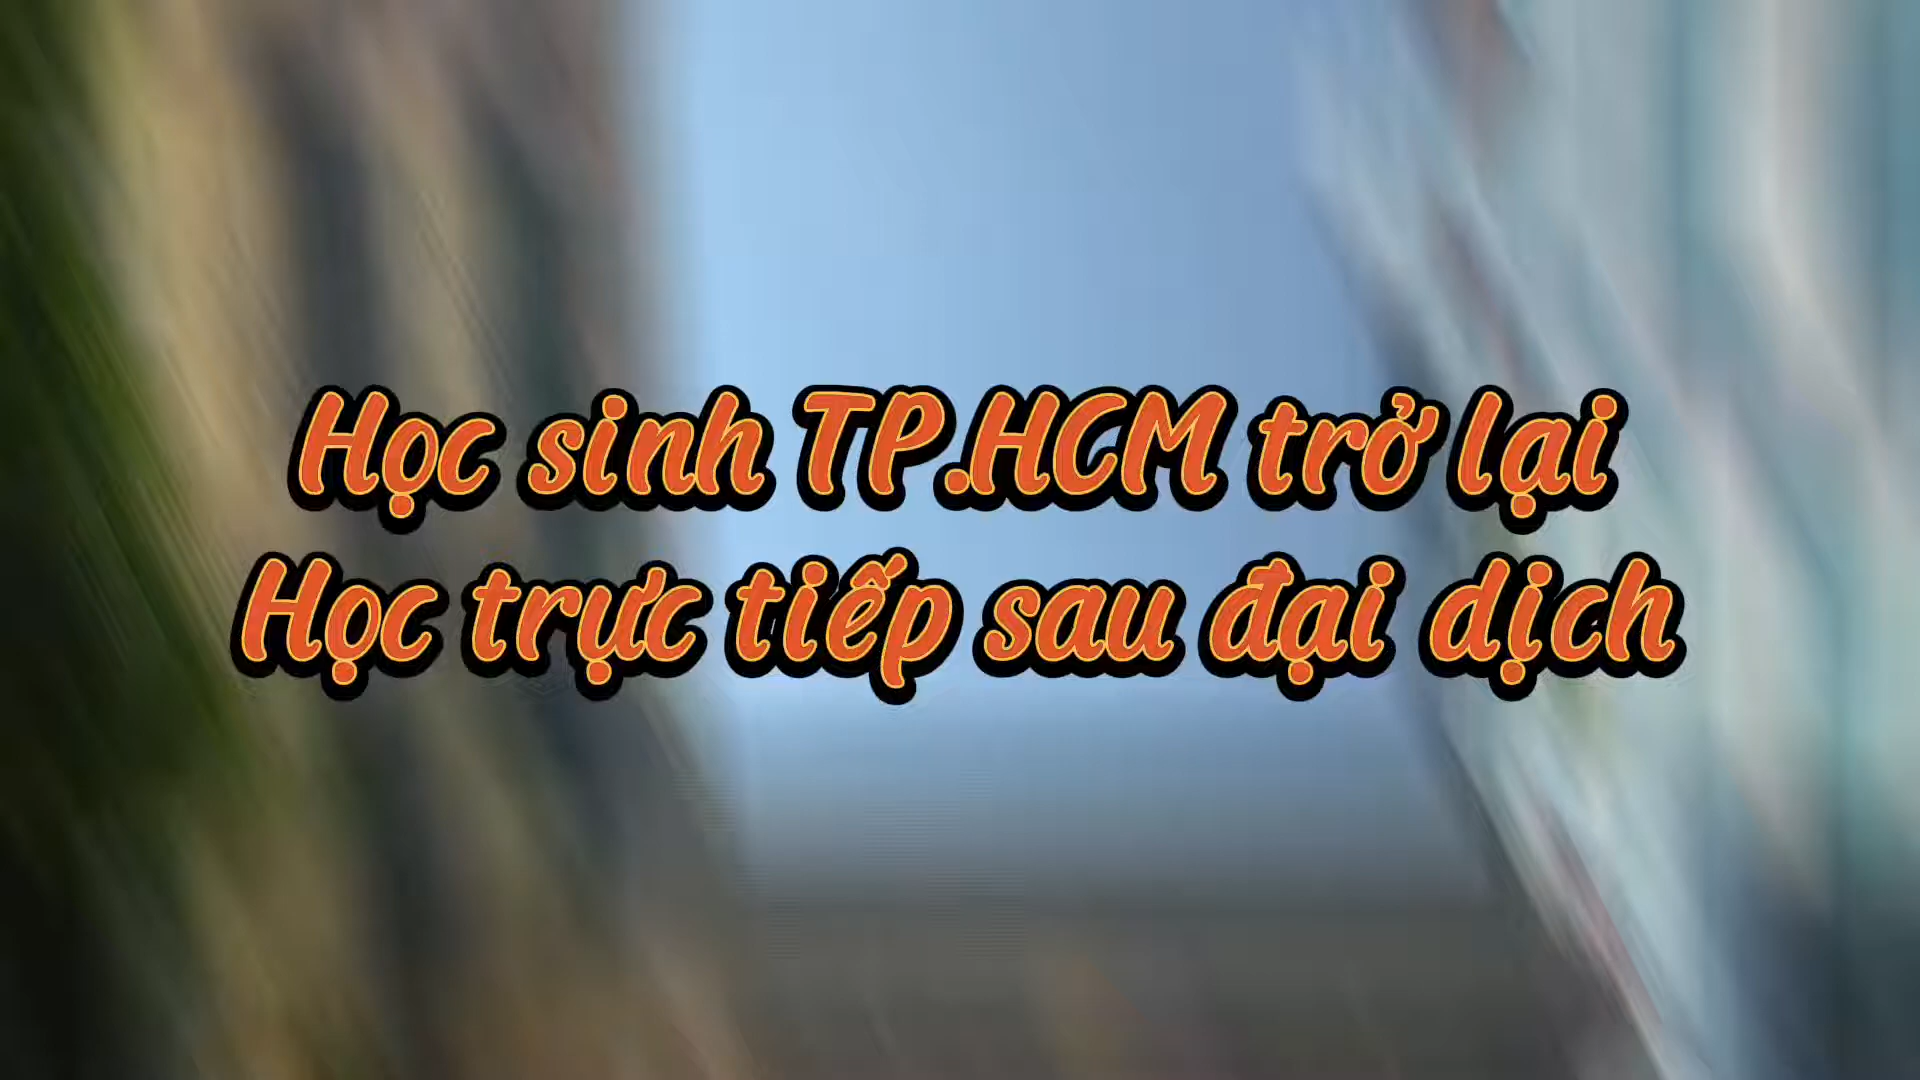 Học sinh TP.HCM trở lại
Học trực tiếp sau đại dịch